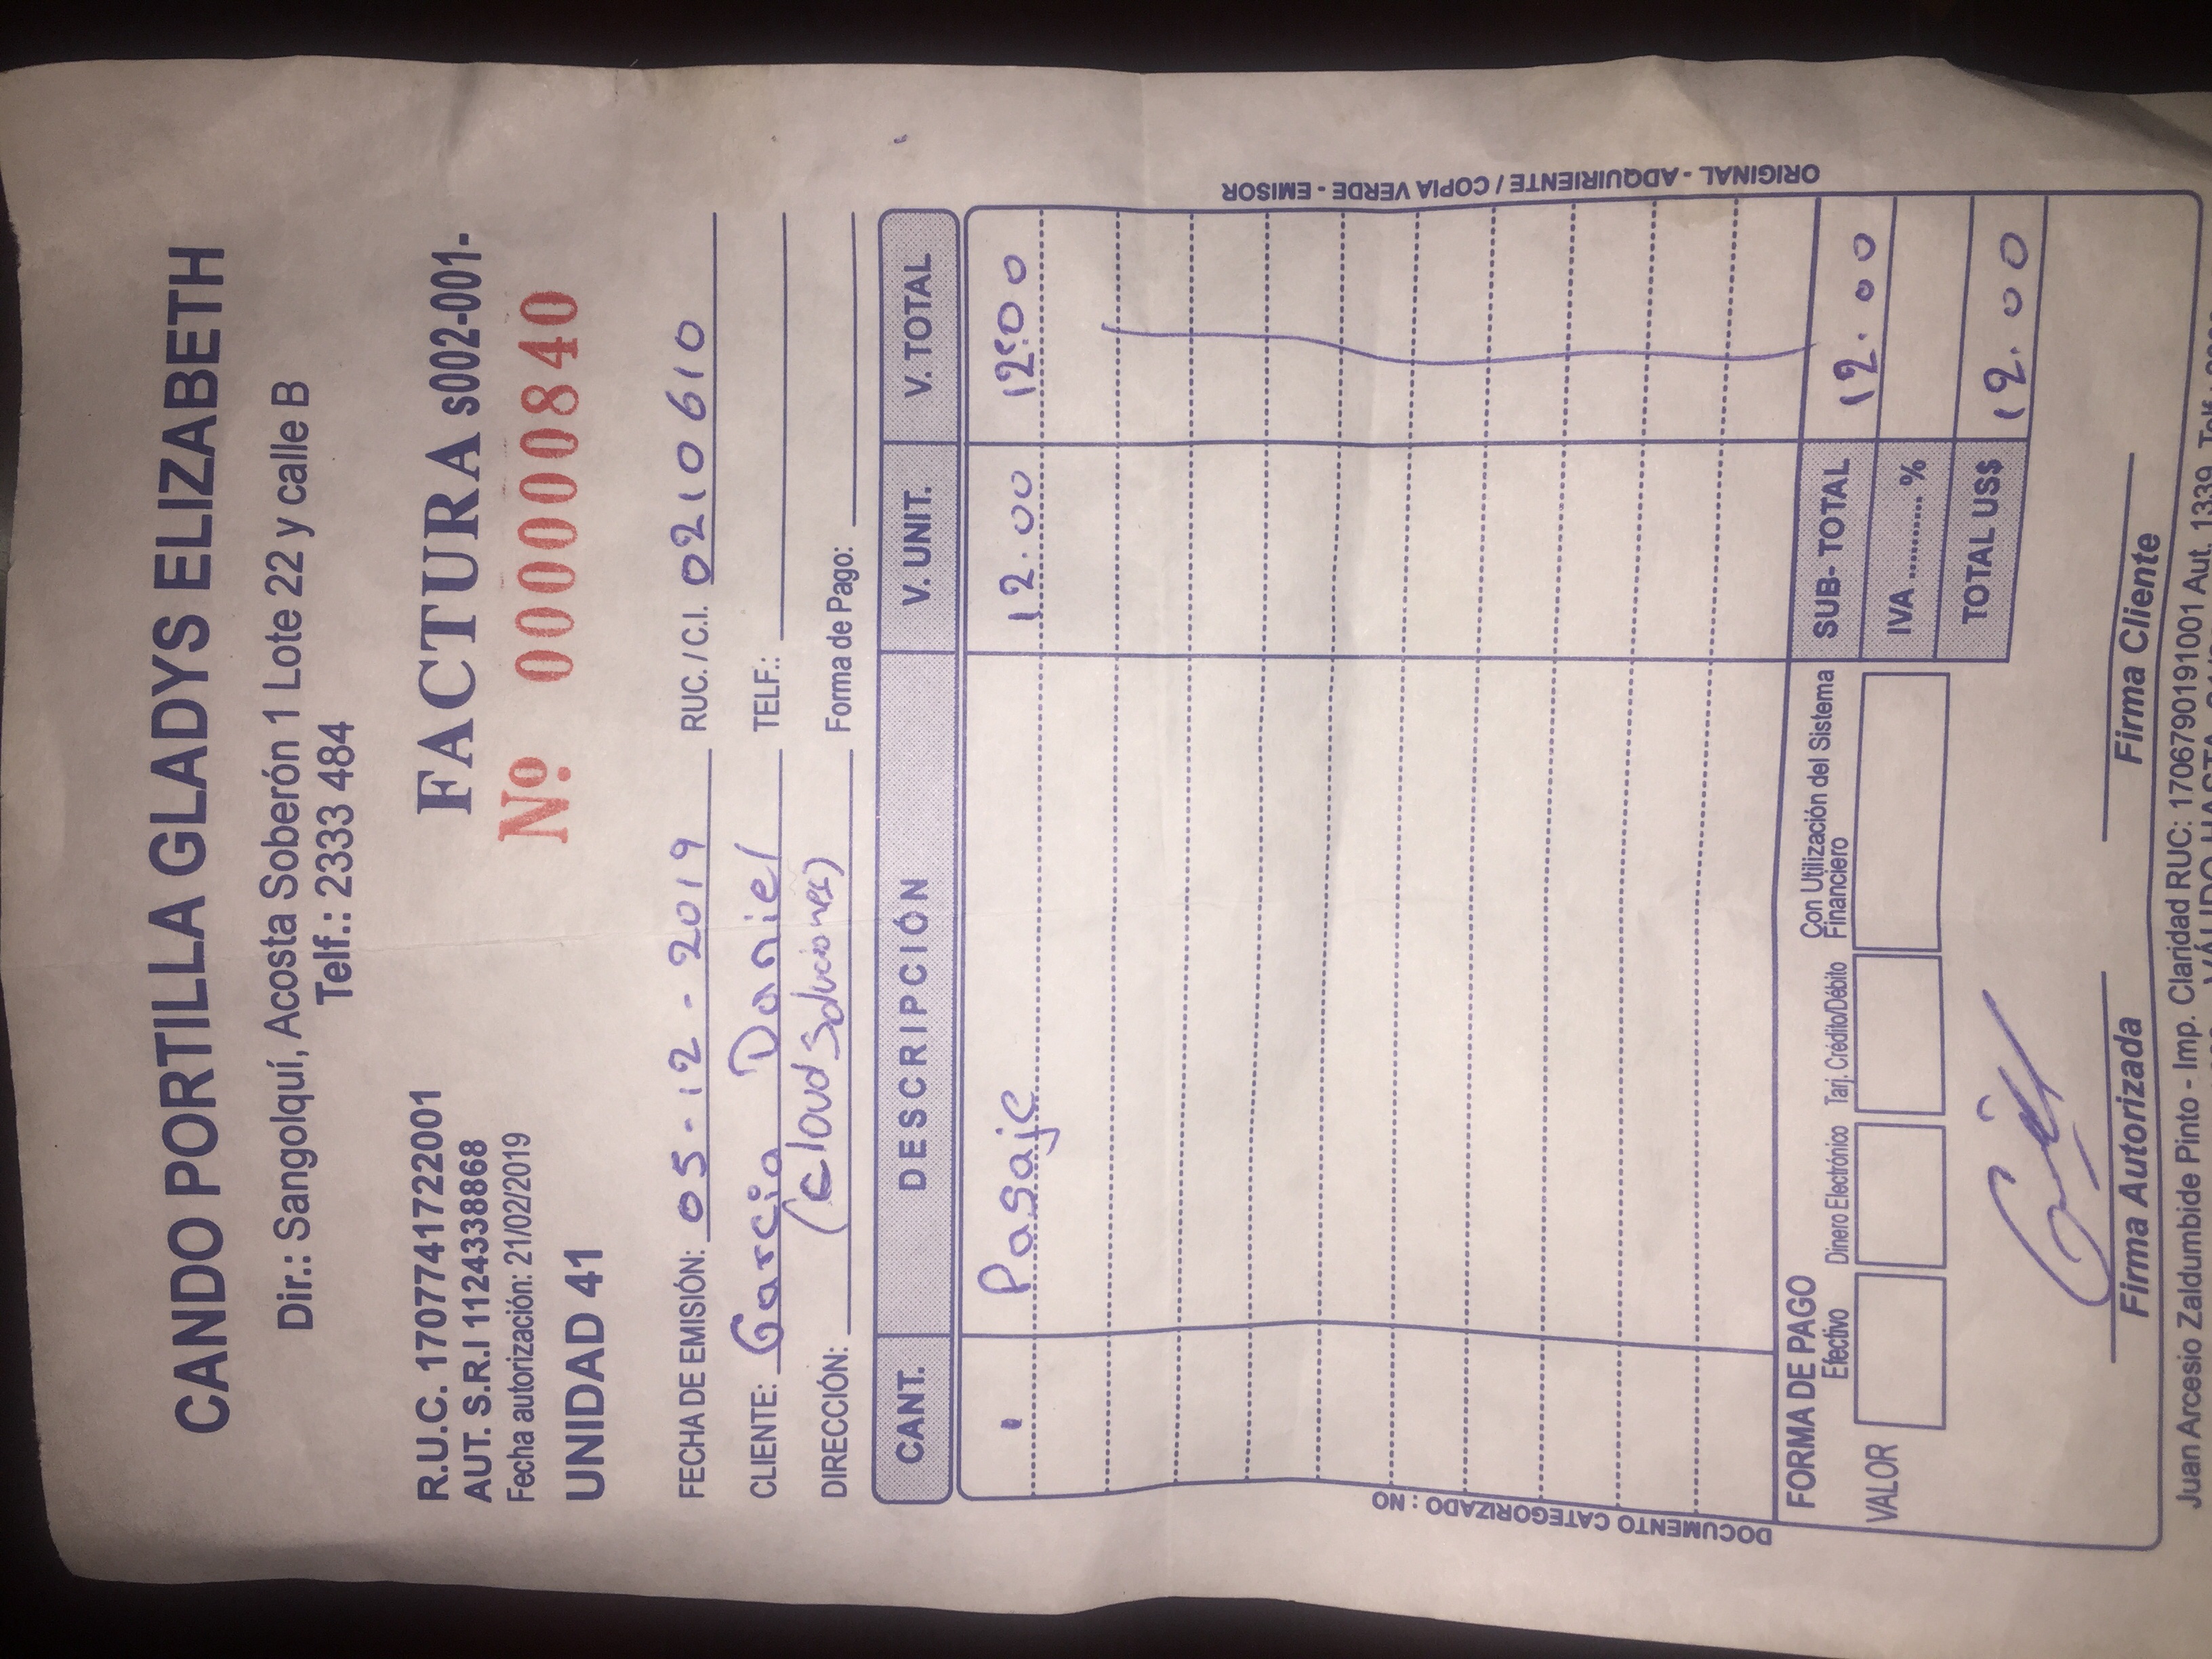 CANDO PORTILLA GLADYS ELIZABETH
Dir.: Sangolquí, Acosta Soberón 1 Lote 22 y calle B
Telf.: 2333 484
R.U.C. 1707741722001
AUT. S.R.I 1124338868
Fecha autorización: 21/02/2019
UNIDAD 41
FACTURA s002-001-
Nº 000000840
FECHA DE EMISIÓN: 05-12-2019 RUC. / C.I. 0210610
CLIENTE: Garcia Daniel TELF.:
(Cloud Soluciones)
DIRECCIÓN: Forma de Pago:
CANT. DESCRIPCIÓN V. UNIT. V. TOTAL
1 Pasaje 12.00 12.00
DOCUMENTO CATEGORIZADO : NO
ORIGINAL - ADQUIRIENTE / COPIA VERDE - EMISOR
FORMA DE PAGO
Efectivo Dinero Electrónico Tarj. Crédito/Débito Con Utilización del Sistema Financiero
VALOR
SUB- TOTAL 12.00
IVA .......... %
TOTAL US$ 12.00
Firma Autorizada Firma Cliente
Juan Arcesio Zaldumbide Pinto - Imp. Claridad RUC: 1706790191001 Aut. 1339
VÁLIDO HASTA